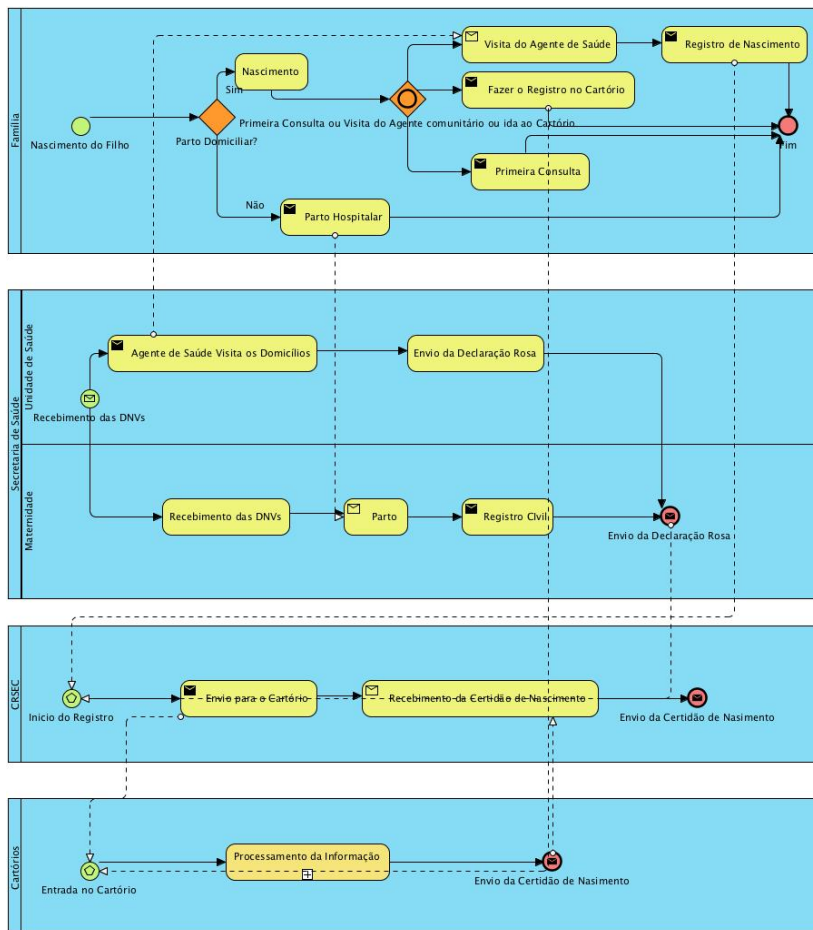 Família
Nascimento do Filho
Parto Domiciliar?
Sim
Nascimento
Primeira Consulta ou Visita do Agente comunitário ou ida ao Cartório
Visita do Agente de Saúde
Registro de Nascimento
Fazer o Registro no Cartório
Primeira Consulta
Fim
Não
Parto Hospitalar
Secretaria de Saúde
Unidade de Saúde
Agente de Saúde Visita os Domicílios
Envio da Declaração Rosa
Recebimento das DNVs
Maternidade
Recebimento das DNVs
Parto
Registro CIvil
Envio da Declaração Rosa
CRSEC
Inicio do Registro
Envio para o Cartório
Recebimento da Certidão de Nascimento
Envio da Certidão de Nasimento
Cartórios
Entrada no Cartório
Processamento da Informação
Envio da Certidão de Nasimento